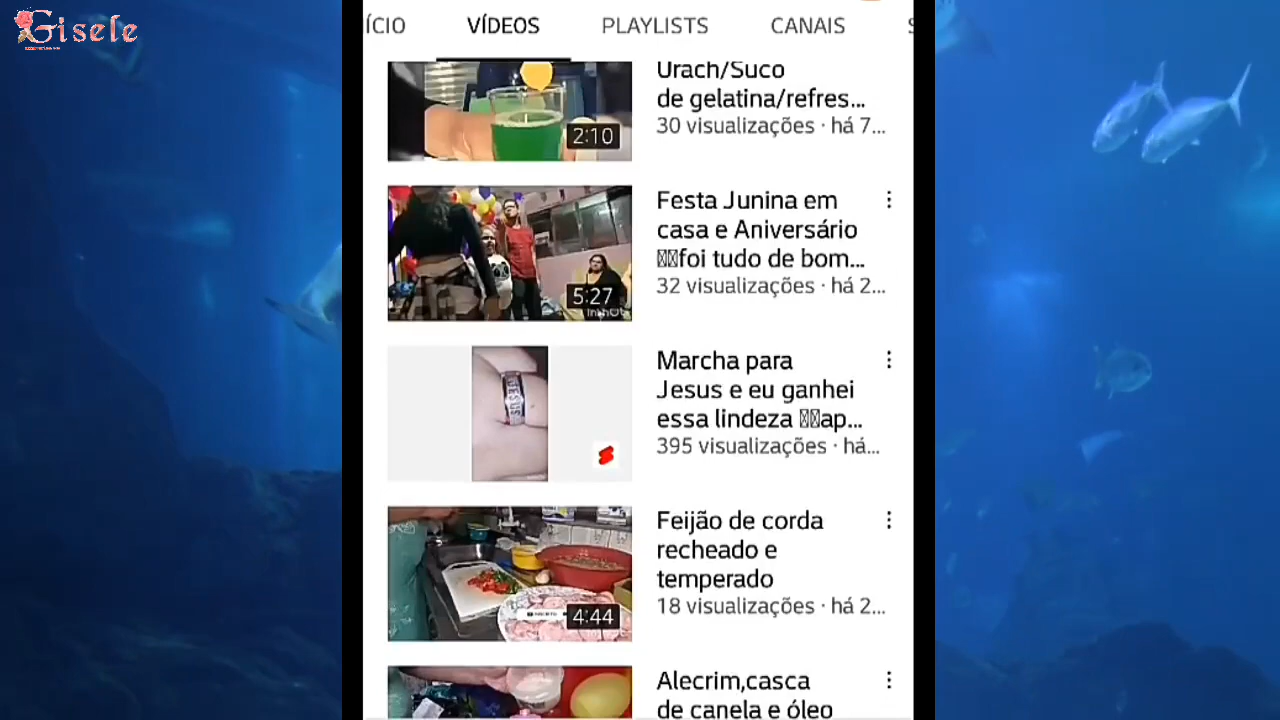 Gisele
ÍCIO VÍDEOS PLAYLISTS CANAIS S
Urach/Suco
de gelatina/refres...
30 visualizações · há 7...
2:10
Festa Junina em
casa e Aniversário
foi tudo de bom...
32 visualizações · há 2...
5:27
InShOt
Marcha para
Jesus e eu ganhei
essa lindeza ap...
395 visualizações · há...
JESUS
Feijão de corda
recheado e
temperado
18 visualizações · há 2...
4:44
Alecrim,casca
de canela e óleo